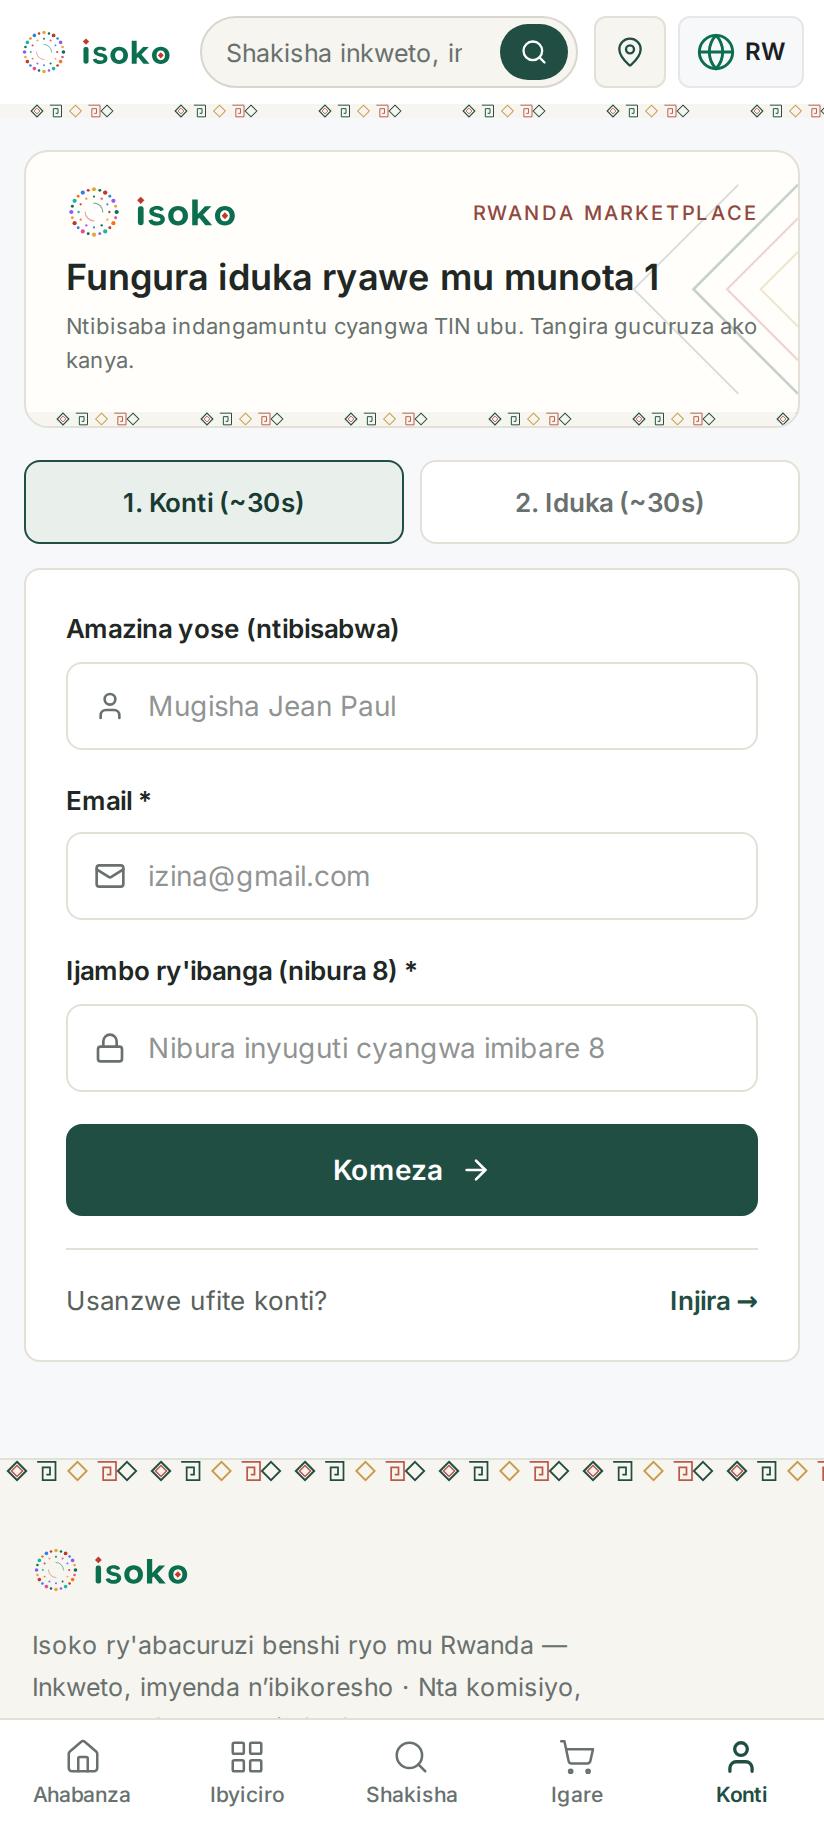 isoko
Shakisha inkweto, ir
RW
isoko
RWANDA MARKETPLACE
Fungura iduka ryawe mu munota 1
Ntibisaba indangamuntu cyangwa TIN ubu. Tangira gucuruza ako
kanya.
1. Konti (~30s)
2. Iduka (~30s)
Amazina yose (ntibisabwa)
Mugisha Jean Paul
Email *
izina@gmail.com
Ijambo ry'ibanga (nibura 8) *
Nibura inyuguti cyangwa imibare 8
Komeza →
Usanzwe ufite konti?
Injira →
isoko
Isoko ry'abacuruzi benshi ryo mu Rwanda —
Inkweto, imyenda n’ibikoresho · Nta komisiyo,
Ahabanza
Ibyiciro
Shakisha
Igare
Konti